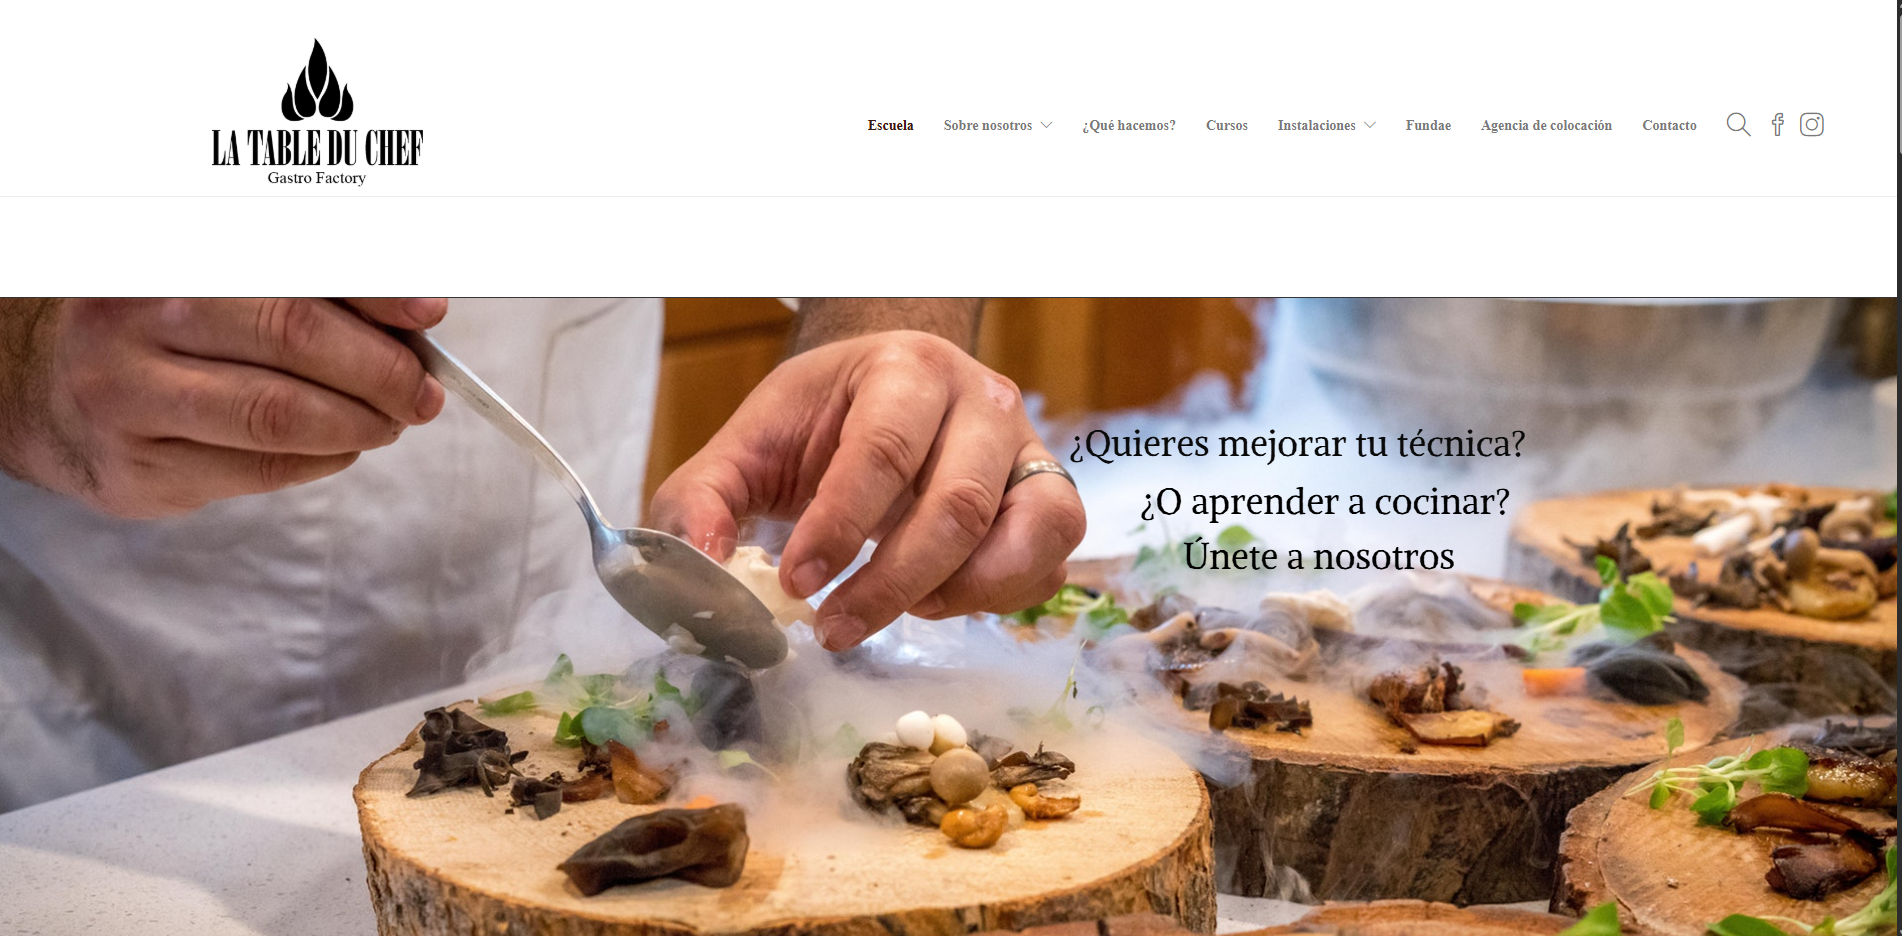 LA TABLE DU CHEF
Gastro Factory
Escuela Sobre nosotros ¿Qué hacemos? Cursos Instalaciones Fundae Agencia de colocación Contacto
¿Quieres mejorar tu técnica?
¿O aprender a cocinar?
Únete a nosotros